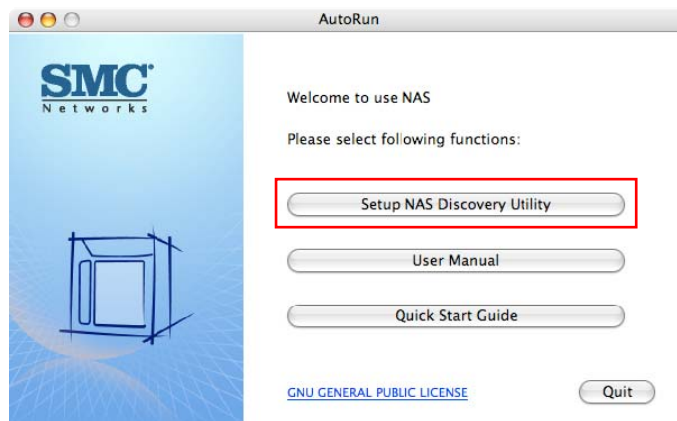 AutoRun
SMC
Networks
Welcome to use NAS
Please select following functions:
Setup NAS Discovery Utility
User Manual
Quick Start Guide
GNU GENERAL PUBLIC LICENSE
Quit